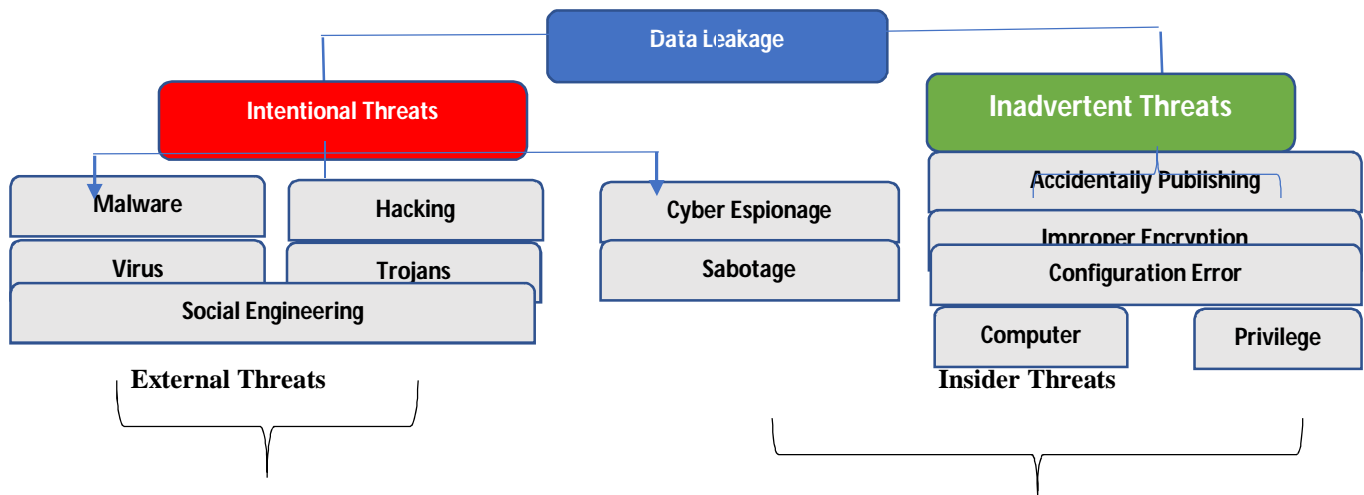 Data Leakage
Intentional Threats
Inadvertent Threats
Malware
Hacking
Cyber Espionage
Accidentally Publishing
Virus
Trojans
Sabotage
Improper Encryption
Configuration Error
Social Engineering
Computer
Privilege
External Threats
Insider Threats